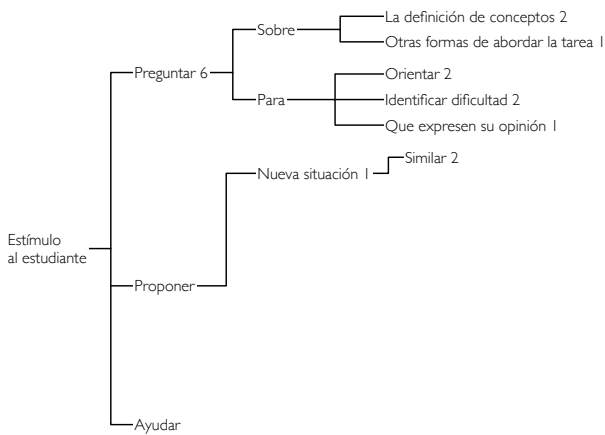 Sobre
La definición de conceptos 2
Otras formas de abordar la tarea 1
Preguntar 6
Para
Orientar 2
Identificar dificultad 2
Que expresen su opinión 1
Estímulo
al estudiante
Proponer
Nueva situación 1
Similar 2
Ayudar